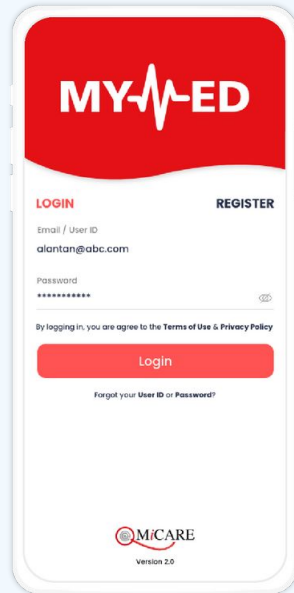 MY-ED
LOGIN REGISTER
Email / User ID
alantan@abc.com
Password
***********
By logging in, you are agree to the Terms of Use & Privacy Policy
Login
Forgot your User ID or Password?
MiCARE
Version 2.0